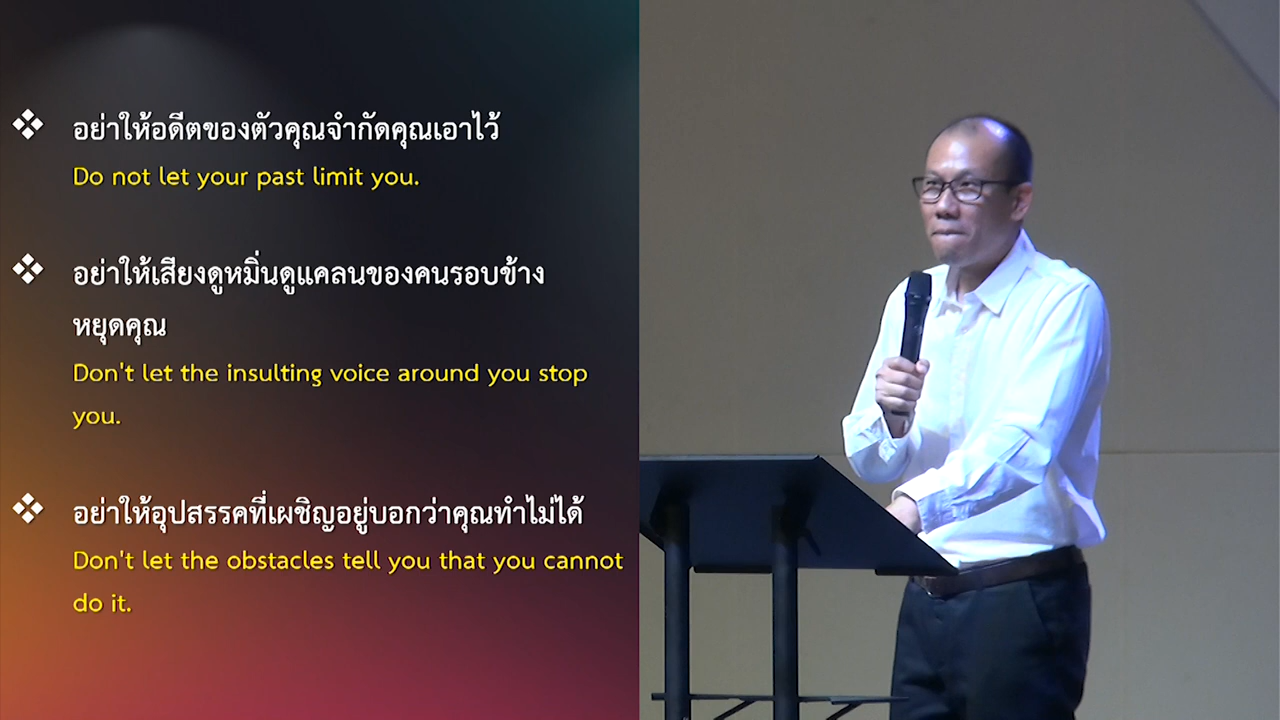 อย่าให้อดีตของตัวคุณจำกัดคุณเอาไว้
Do not let your past limit you.
อย่าให้เสียงดูหมิ่นดูแคลนของคนรอบข้าง
หยุดคุณ
Don't let the insulting voice around you stop
you.
อย่าให้อุปสรรคที่เผชิญอยู่บอกว่าคุณทำไม่ได้
Don't let the obstacles tell you that you cannot
do it.